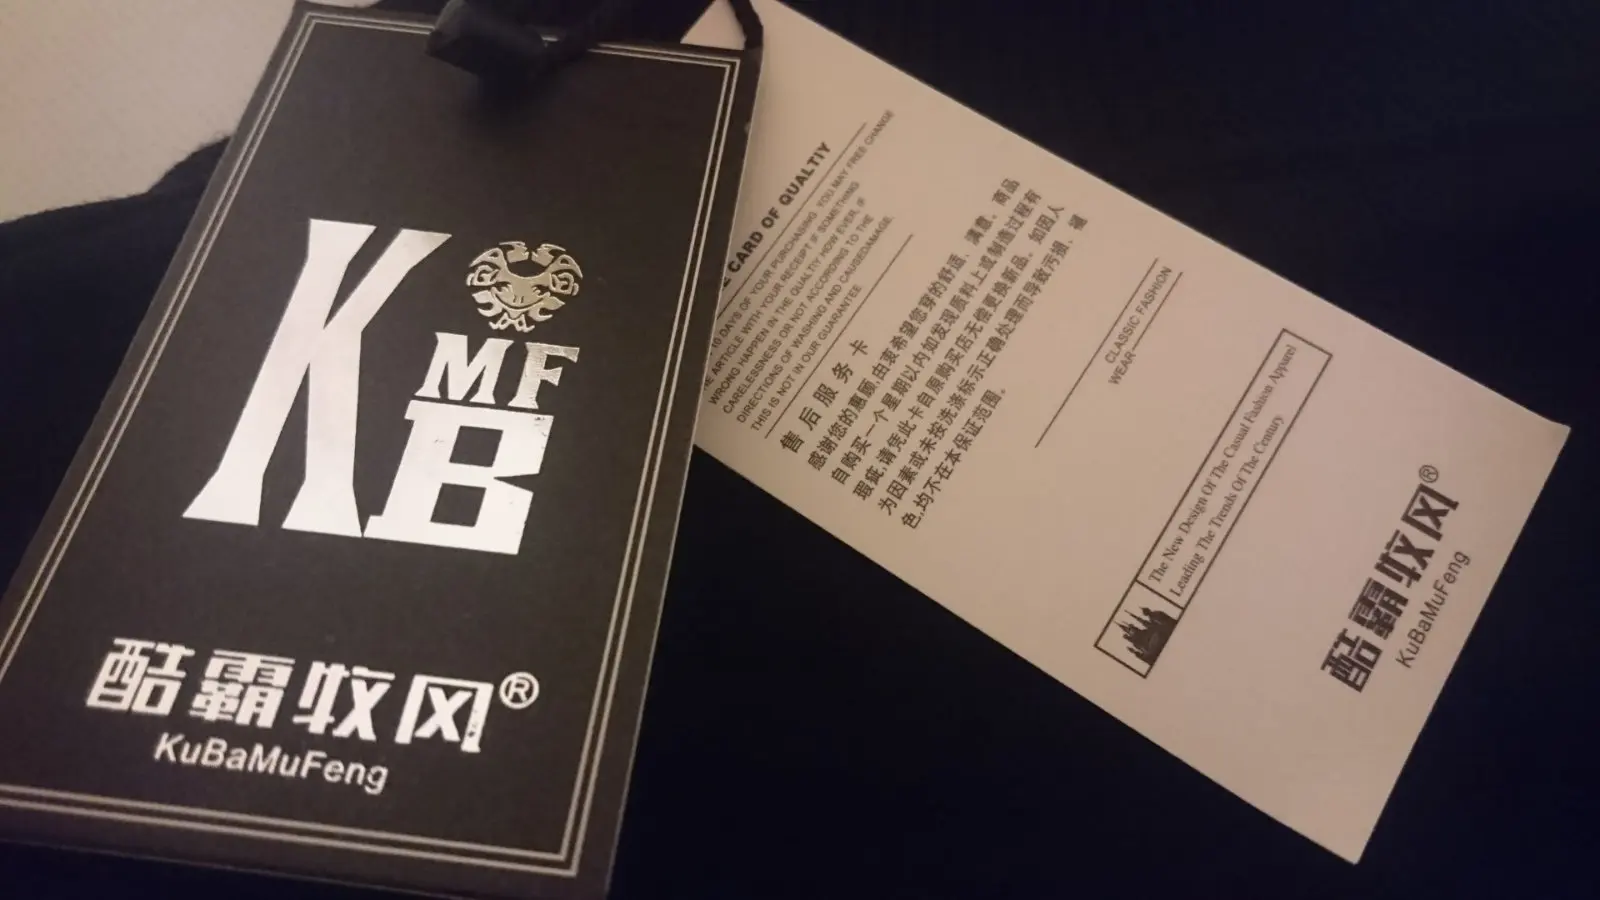 K
MF
B
酷霸牧风®
KuBaMuFeng
CARD OF QUALTIY
10 DAYS OF YOUR PURCHASING, YOU MAY FREE CHANGE
ARTICLE WITH YOUR RECEIPT IF SOMETHING
WRONG HAPPEN IN THE QUALTIY HOW EVER, IF
CARELESSNESS OR NOT ACCORDING TO THE
DIRECTIONS OF WASHING AND CAUSEDAMAGE,
THIS IS NOT IN OUR GUARANTEE
售后服务卡
感谢您的惠顾,由衷希望您穿的舒适、满意。商品
自购买一个星期以内如发现质料上或制造过程有
瑕疵,请凭此卡自原购买店无偿更换新品。如因人
为因素或未按洗涤标示正确处理而导致污损、褪
色,均不在本保证范围。
CLASSIC FASHION
WEAR
The New Design Of The Casual Fashion Apparel
Leading The Trends Of The Century
酷霸牧风®
KuBaMuFeng